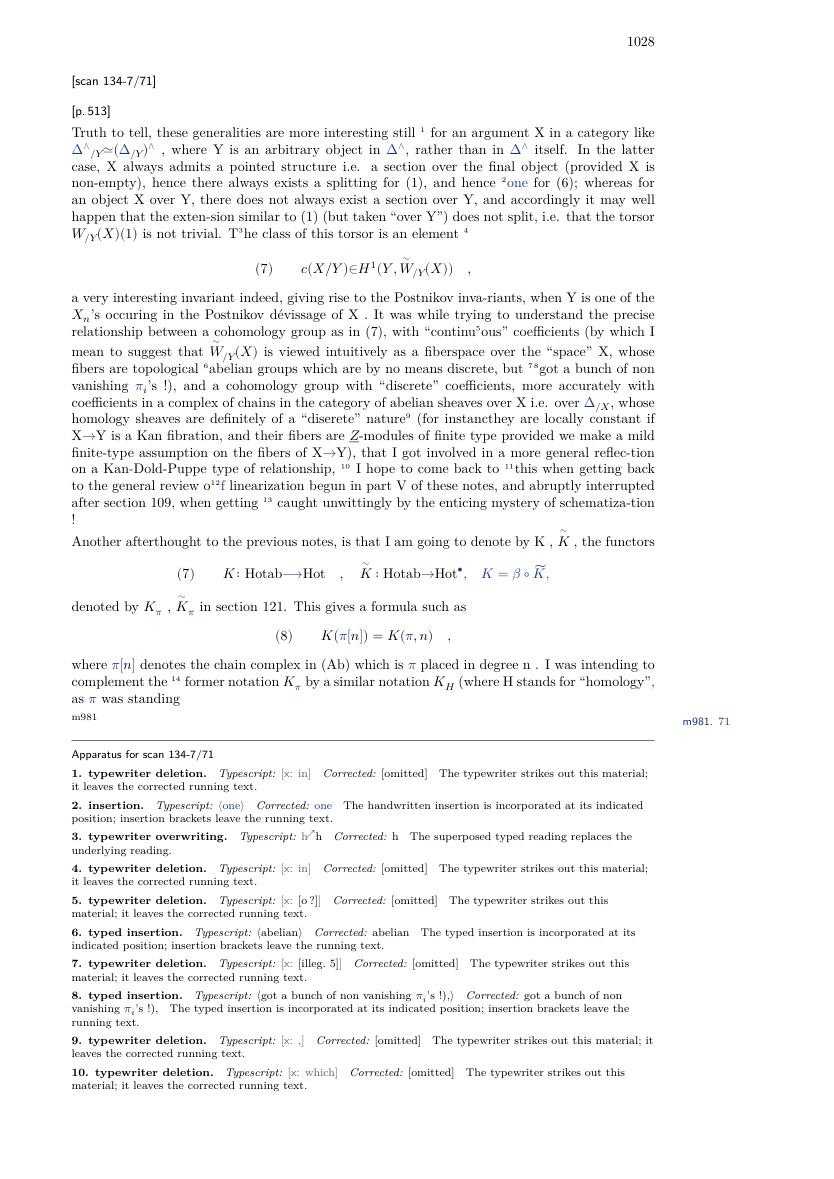 1028
[scan 134-7/71]
[p. 513]
Truth to tell, these generalities are more interesting still ¹ for an argument X in a category like
Δ^∧_/Y≃(Δ_/Y)^∧ , where Y is an arbitrary object in Δ^∧, rather than in Δ^∧ itself. In the latter
case, X always admits a pointed structure i.e. a section over the final object (provided X is
non-empty), hence there always exists a splitting for (1), and hence ²one for (6); whereas for
an object X over Y, there does not always exist a section over Y, and accordingly it may well
happen that the exten-sion similar to (1) (but taken “over Y”) does not split, i.e. that the torsor
W_/Y(X)(1) is not trivial. T³he class of this torsor is an element ⁴
(7) c(X/Y)∈H¹(Y, W̃_/Y(X)) ,
a very interesting invariant indeed, giving rise to the Postnikov inva-riants, when Y is one of the
X_n’s occuring in the Postnikov dévissage of X . It was while trying to understand the precise
relationship between a cohomology group as in (7), with “continu⁵ous” coefficients (by which I
mean to suggest that W̃_/Y(X) is viewed intuitively as a fiberspace over the “space” X, whose
fibers are topological ⁶abelian groups which are by no means discrete, but ⁷⁸got a bunch of non
vanishing π_i’s !), and a cohomology group with “discrete” coefficients, more accurately with
coefficients in a complex of chains in the category of abelian sheaves over X i.e. over Δ_/X, whose
homology sheaves are definitely of a “diserete” nature⁹ (for instancthey are locally constant if
X→Y is a Kan fibration, and their fibers are Z-modules of finite type provided we make a mild
finite-type assumption on the fibers of X→Y), that I got involved in a more general reflec-tion
on a Kan-Dold-Puppe type of relationship, ¹⁰ I hope to come back to ¹¹this when getting back
to the general review o¹²f linearization begun in part V of these notes, and abruptly interrupted
after section 109, when getting ¹³ caught unwittingly by the enticing mystery of schematiza-tion
!
Another afterthought to the previous notes, is that I am going to denote by K , K̃ , the functors
(7) K: Hotab⟶Hot , K̃ : Hotab→Hot•, K = β ∘ K̃,
denoted by K_π , K̃_π in section 121. This gives a formula such as
(8) K(π[n]) = K(π, n) ,
where π[n] denotes the chain complex in (Ab) which is π placed in degree n . I was intending to
complement the ¹⁴ former notation K_π by a similar notation K_H (where H stands for “homology”,
as π was standing
m981
m981. 71
Apparatus for scan 134-7/71
1. typewriter deletion. Typescript: [x: in] Corrected: [omitted] The typewriter strikes out this material;
it leaves the corrected running text.
2. insertion. Typescript: ⟨one⟩ Corrected: one The handwritten insertion is incorporated at its indicated
position; insertion brackets leave the running text.
3. typewriter overwriting. Typescript: h↗h Corrected: h The superposed typed reading replaces the
underlying reading.
4. typewriter deletion. Typescript: [x: in] Corrected: [omitted] The typewriter strikes out this material;
it leaves the corrected running text.
5. typewriter deletion. Typescript: [x: [o ?]] Corrected: [omitted] The typewriter strikes out this
material; it leaves the corrected running text.
6. typed insertion. Typescript: ⟨abelian⟩ Corrected: abelian The typed insertion is incorporated at its
indicated position; insertion brackets leave the running text.
7. typewriter deletion. Typescript: [x: [illeg. 5]] Corrected: [omitted] The typewriter strikes out this
material; it leaves the corrected running text.
8. typed insertion. Typescript: ⟨got a bunch of non vanishing π_i’s !),⟩ Corrected: got a bunch of non
vanishing π_i’s !), The typed insertion is incorporated at its indicated position; insertion brackets leave the
running text.
9. typewriter deletion. Typescript: [x: ,] Corrected: [omitted] The typewriter strikes out this material; it
leaves the corrected running text.
10. typewriter deletion. Typescript: [x: which] Corrected: [omitted] The typewriter strikes out this
material; it leaves the corrected running text.